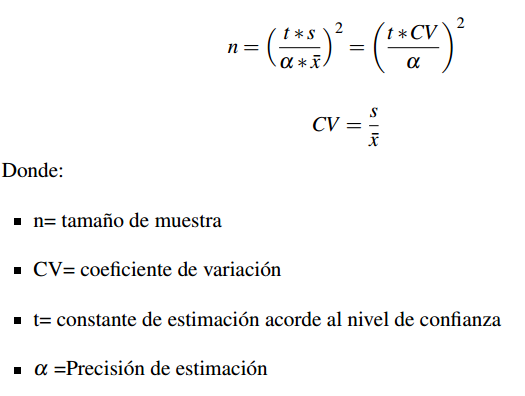 n = ( t∗s / α∗x̄ )² = ( t∗CV / α )²
CV = s / x̄
Donde:
▪ n= tamaño de muestra
▪ CV= coeficiente de variación
▪ t= constante de estimación acorde al nivel de confianza
▪ α =Precisión de estimación